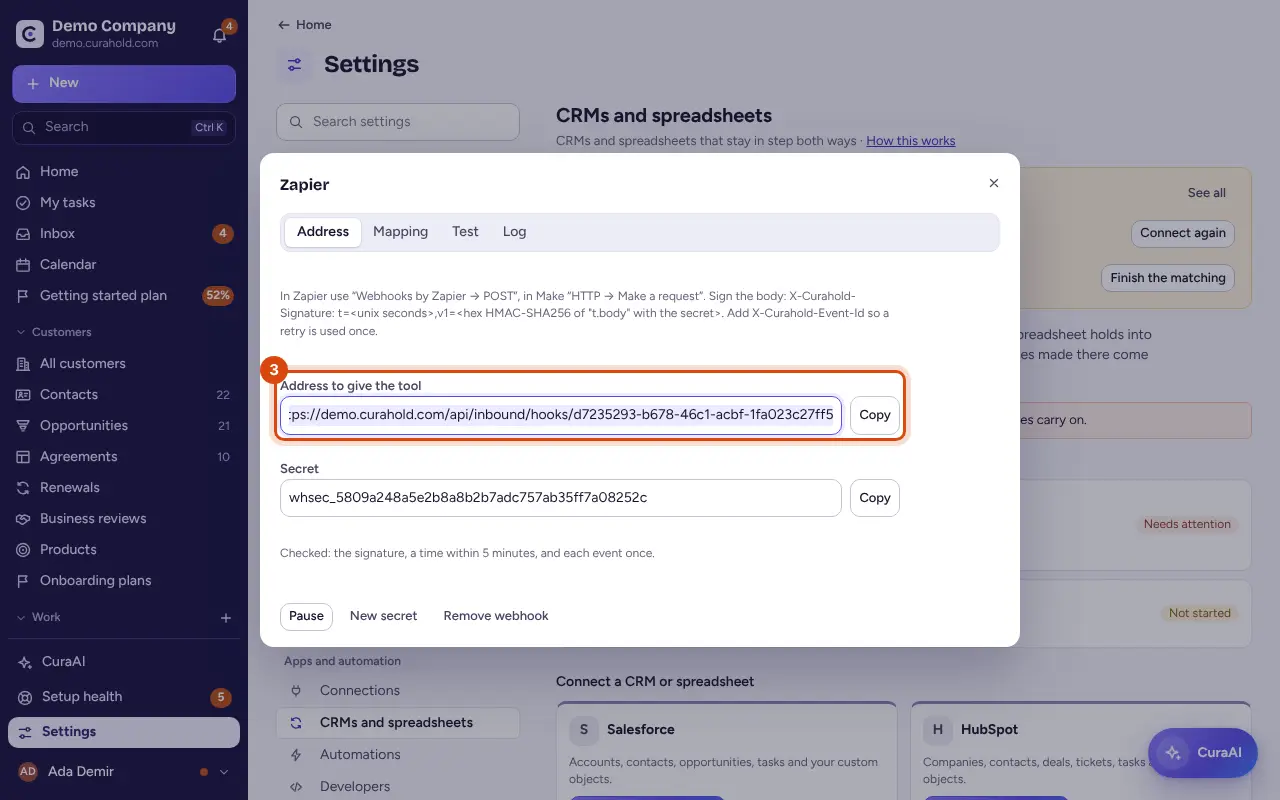 Demo Company
demo.curahold.com
4
New
Search
Ctrl K
Home
My tasks
Inbox
4
Calendar
Getting started plan
52%
Customers
All customers
Contacts
22
Opportunities
21
Agreements
10
Renewals
Business reviews
Products
Onboarding plans
Work
CuraAI
Setup health
5
Settings
AD
Ada Demir
← Home
Settings
Search settings
CRMs and spreadsheets
CRMs and spreadsheets that stay in step both ways · How this works
See all
Connect again
Finish the matching
preadsheet holds into
es made there come
es carry on.
Needs attention
Not started
Zapier
Address
Mapping
Test
Log
In Zapier use “Webhooks by Zapier → POST”, in Make “HTTP → Make a request”. Sign the body: X-Curahold-
Signature: t=<unix seconds>,v1=<hex HMAC-SHA256 of "t.body" with the secret>. Add X-Curahold-Event-Id so a
retry is used once.
3
Address to give the tool
:ps://demo.curahold.com/api/inbound/hooks/d7235293-b678-46c1-acbf-1fa023c27ff5
Copy
Secret
whsec_5809a248a5e2b8a8b2b7adc757ab35ff7a08252c
Copy
Checked: the signature, a time within 5 minutes, and each event once.
Pause
New secret
Remove webhook
Apps and automation
Connections
CRMs and spreadsheets
Automations
Developers
Connect a CRM or spreadsheet
S
Salesforce
Accounts, contacts, opportunities, tasks and your custom
objects.
H
HubSpot
Companies, contacts, deals, tickets, tasks
objects.
CuraAI